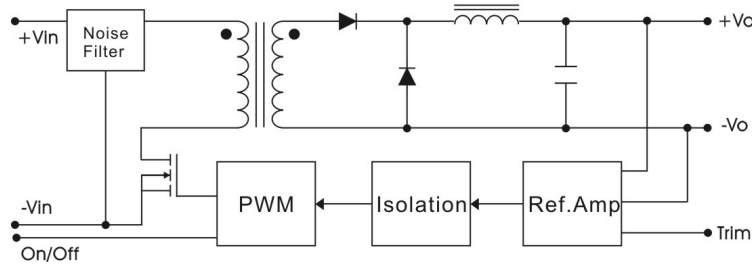 +Vin
Noise
Filter
+Vo
-Vo
-Vin
PWM
Isolation
Ref.Amp
On/Off
Trim